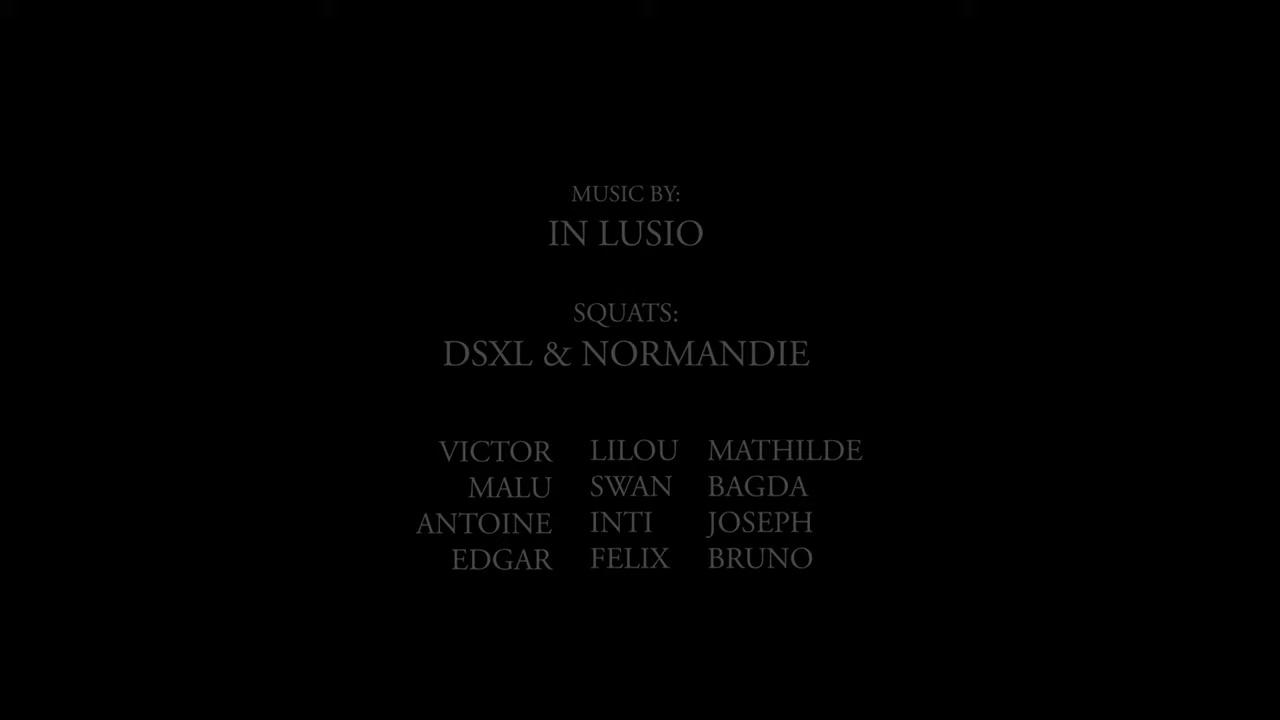 MUSIC BY:
IN LUSIO
SQUATS:
DSXL & NORMANDIE
VICTOR LILOU MATHILDE
MALU SWAN BAGDA
ANTOINE INTI JOSEPH
EDGAR FELIX BRUNO